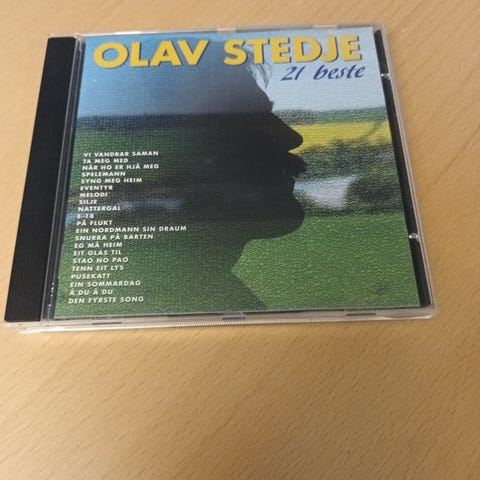 OLAV STEDJE
21 beste
VI VANDRAR SAMAN
TA MEG MED
NÅR HO ER HJÅ MEG
SPELEMANN
SYNG MEG HEIM
EVENTYR
MELODI
SILJE
NATTERGAL
E-18
PÅ FLUKT
EIN NORDMANN SIN DRAUM
SNURRA PÅ BARTEN
EG MÅ HEIM
EIT GLAS TIL
STAO NO PAO
TENN EIT LYS
PUSEKATT
EIN SOMMARDAG
Å DU Å DU
DEN FYRSTE SONG